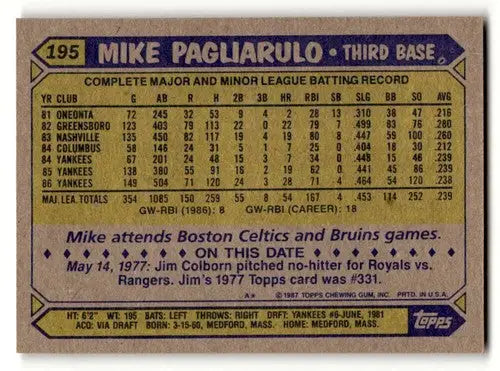 195 MIKE PAGLIARULO • THIRD BASE
COMPLETE MAJOR AND MINOR LEAGUE BATTING RECORD
YR CLUB G AB R H 2B 3B HR RBI SB SLG BB SO AVG
81 ONEONTA 72 245 32 53 9 4 2 28 13 .310 38 47 .216
82 GREENSBORO 123 403 79 113 22 0 22 79 7 .499 83 76 .280
83 NASHVILLE 135 450 82 117 19 4 19 80 8 .447 59 100 .260
84 COLUMBUS 58 146 24 31 5 1 7 25 0 .404 18 30 .212
84 YANKEES 67 201 24 48 15 3 7 34 0 .448 15 46 .239
85 YANKEES 138 380 55 91 16 2 19 62 0 .441 45 86 .239
86 YANKEES 149 504 71 120 24 3 28 71 4 .464 54 120 .238
MAJ. LEA. TOTALS 354 1085 150 259 55 8 54 167 4 .453 114 252 .239
GW-RBI (1986): 8 GW-RBI (CAREER): 18
Mike attends Boston Celtics and Bruins games.
ON THIS DATE
May 14, 1977: Jim Colborn pitched no-hitter for Royals vs.
Rangers. Jim's 1977 Topps card was #331.
A* © 1987 TOPPS CHEWING GUM, INC. PRTD. IN U.S.A.
HT: 6'2" WT: 195 BATS: LEFT THROWS: RIGHT DRFT: YANKEES #6-JUNE, 1981
ACQ: VIA DRAFT BORN: 3-15-60, MEDFORD, MASS. HOME: MEDFORD, MASS.
TOPPS